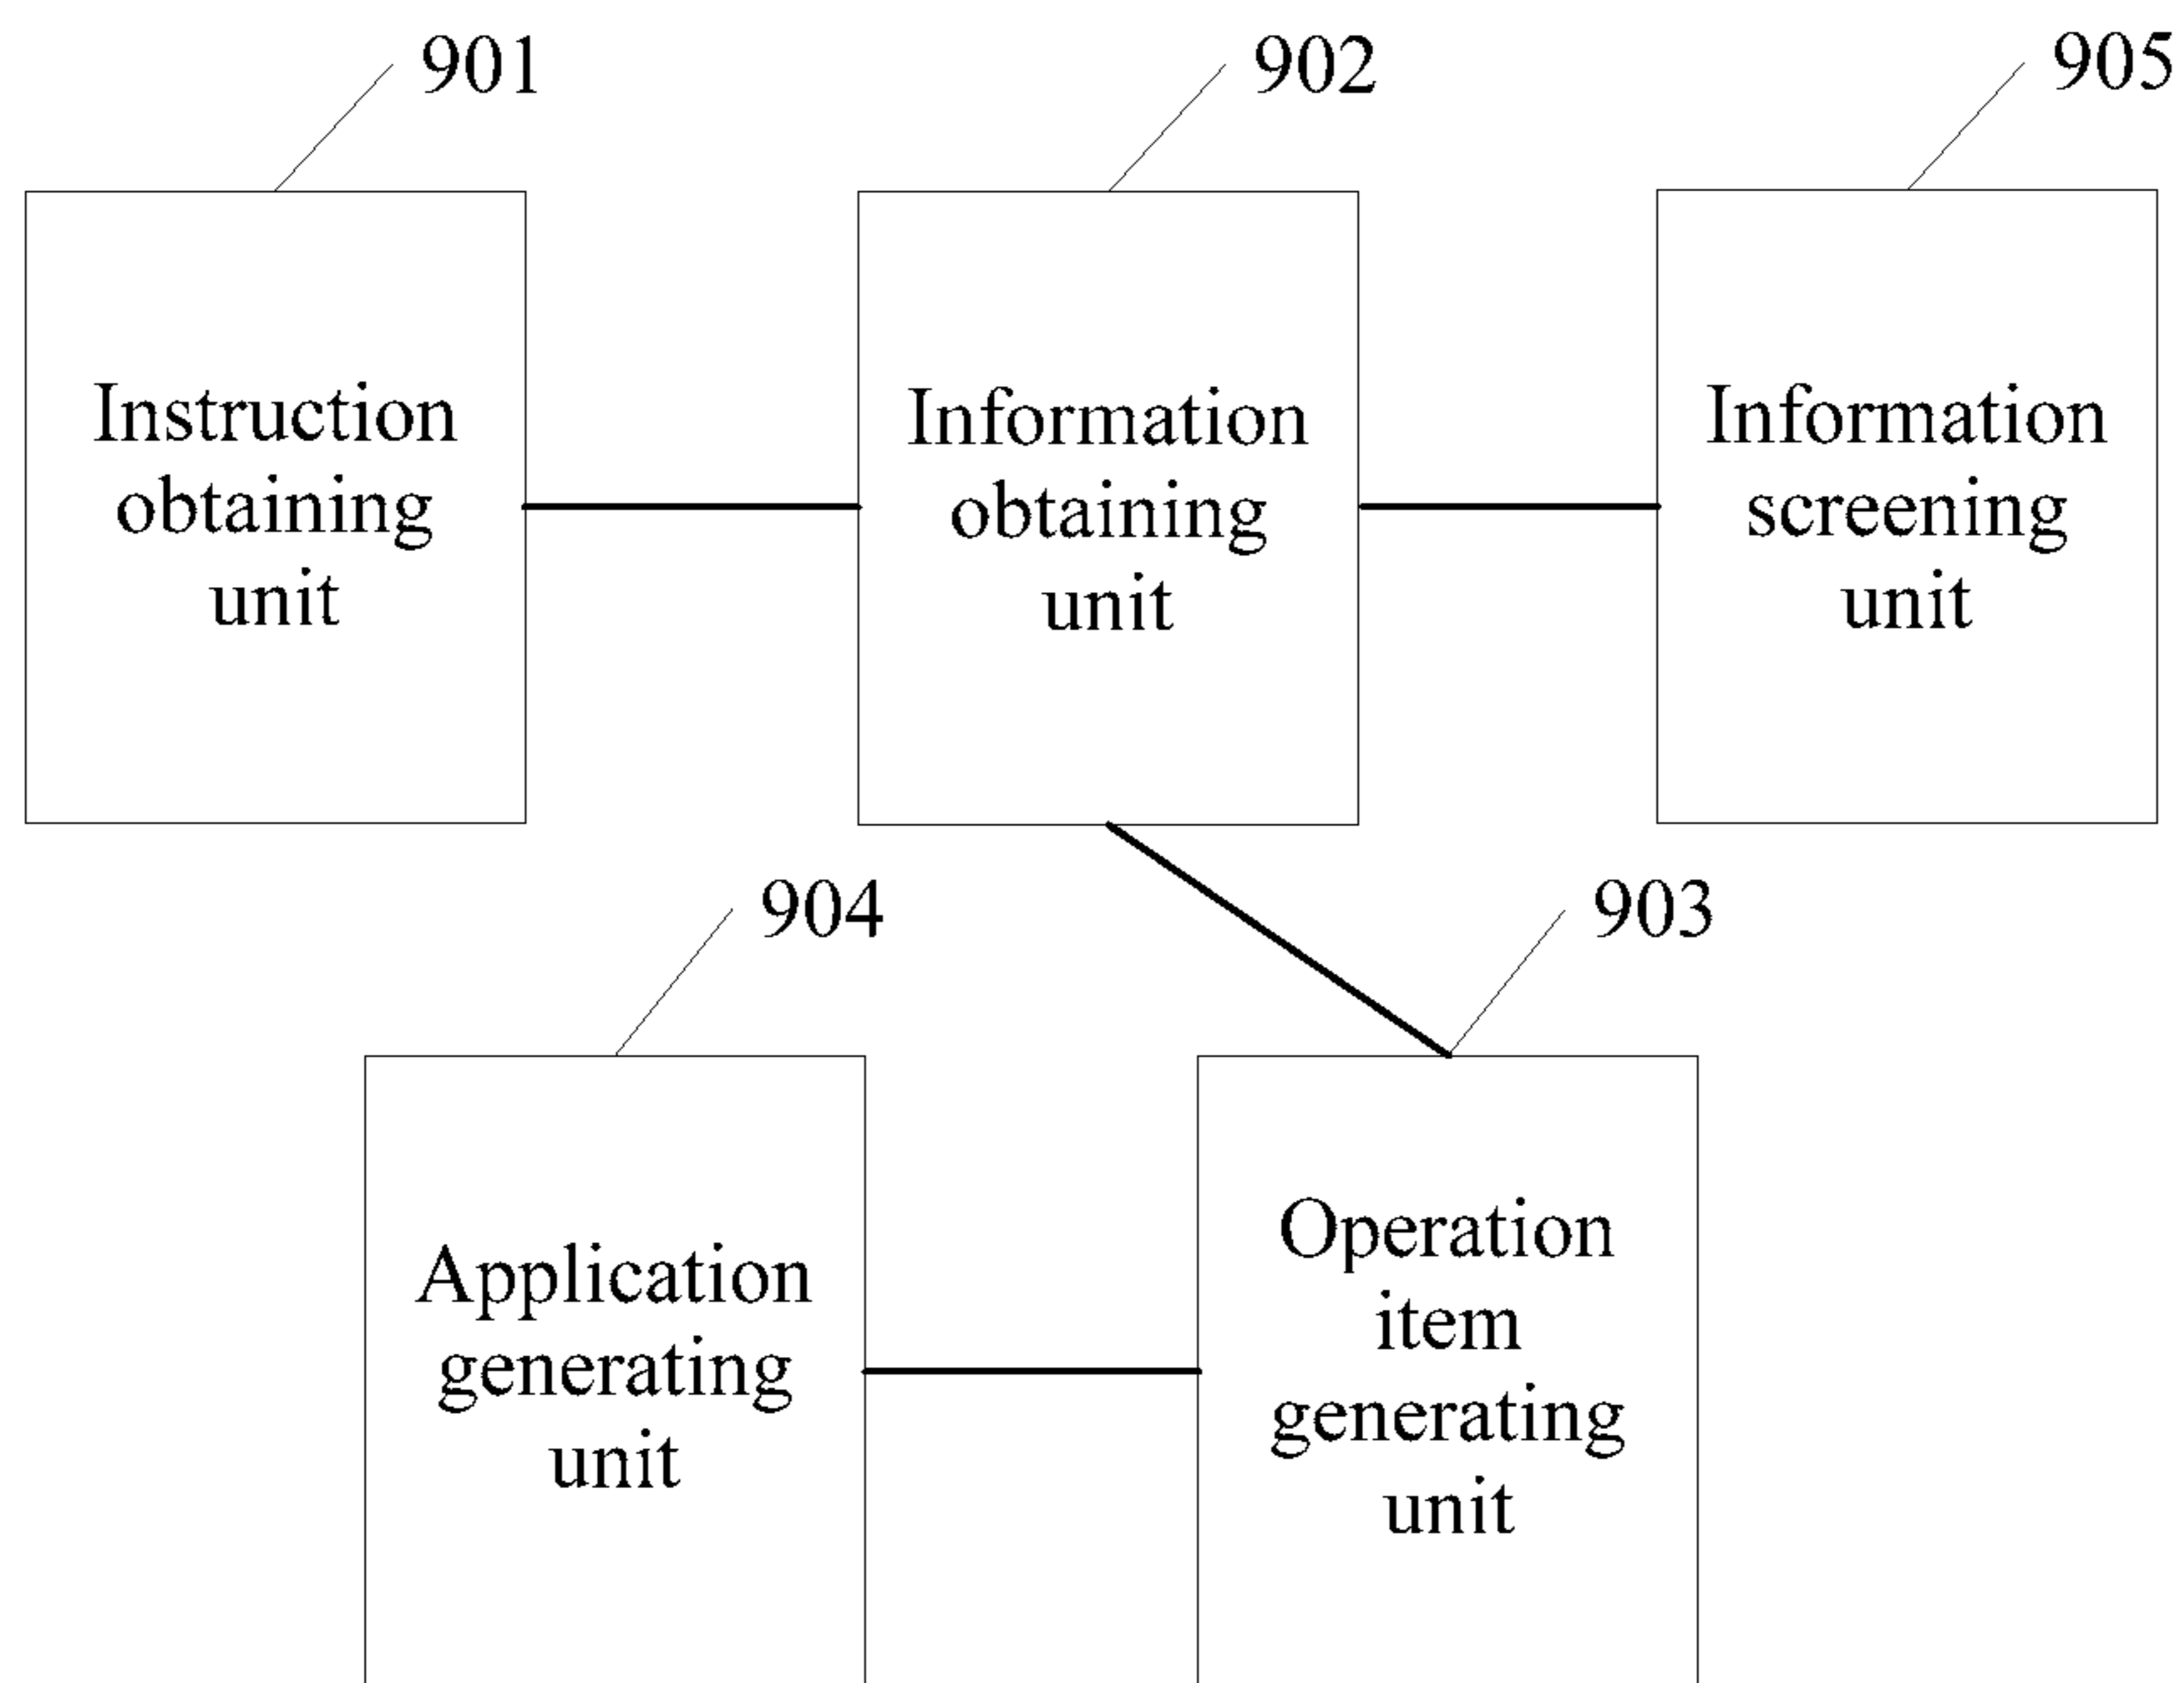 901
902
905
Instruction
obtaining
unit
Information
obtaining
unit
Information
screening
unit
904
903
Application
generating
unit
Operation
item
generating
unit